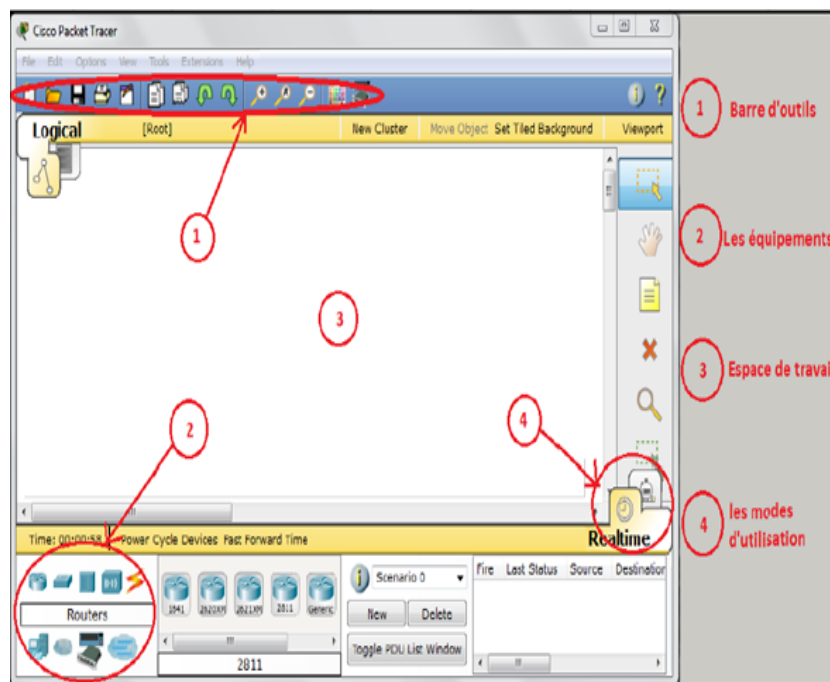 Cisco Packet Tracer
File Edit Options View Tools Extensions Help
1 Barre d'outils
Logical [Root] New Cluster Move Object Set Tiled Background Viewport
1
2 Les équipements
3
3 Espace de travail
2
4
4 les modes d'utilisation
Time: 00:00:58 Power Cycle Devices Fast Forward Time Realtime
Scenario 0
Fire Last Status Source Destination
Routers
1841 2620XM 2621XM 2811 Generic
New Delete
Toggle PDU List Window
2811